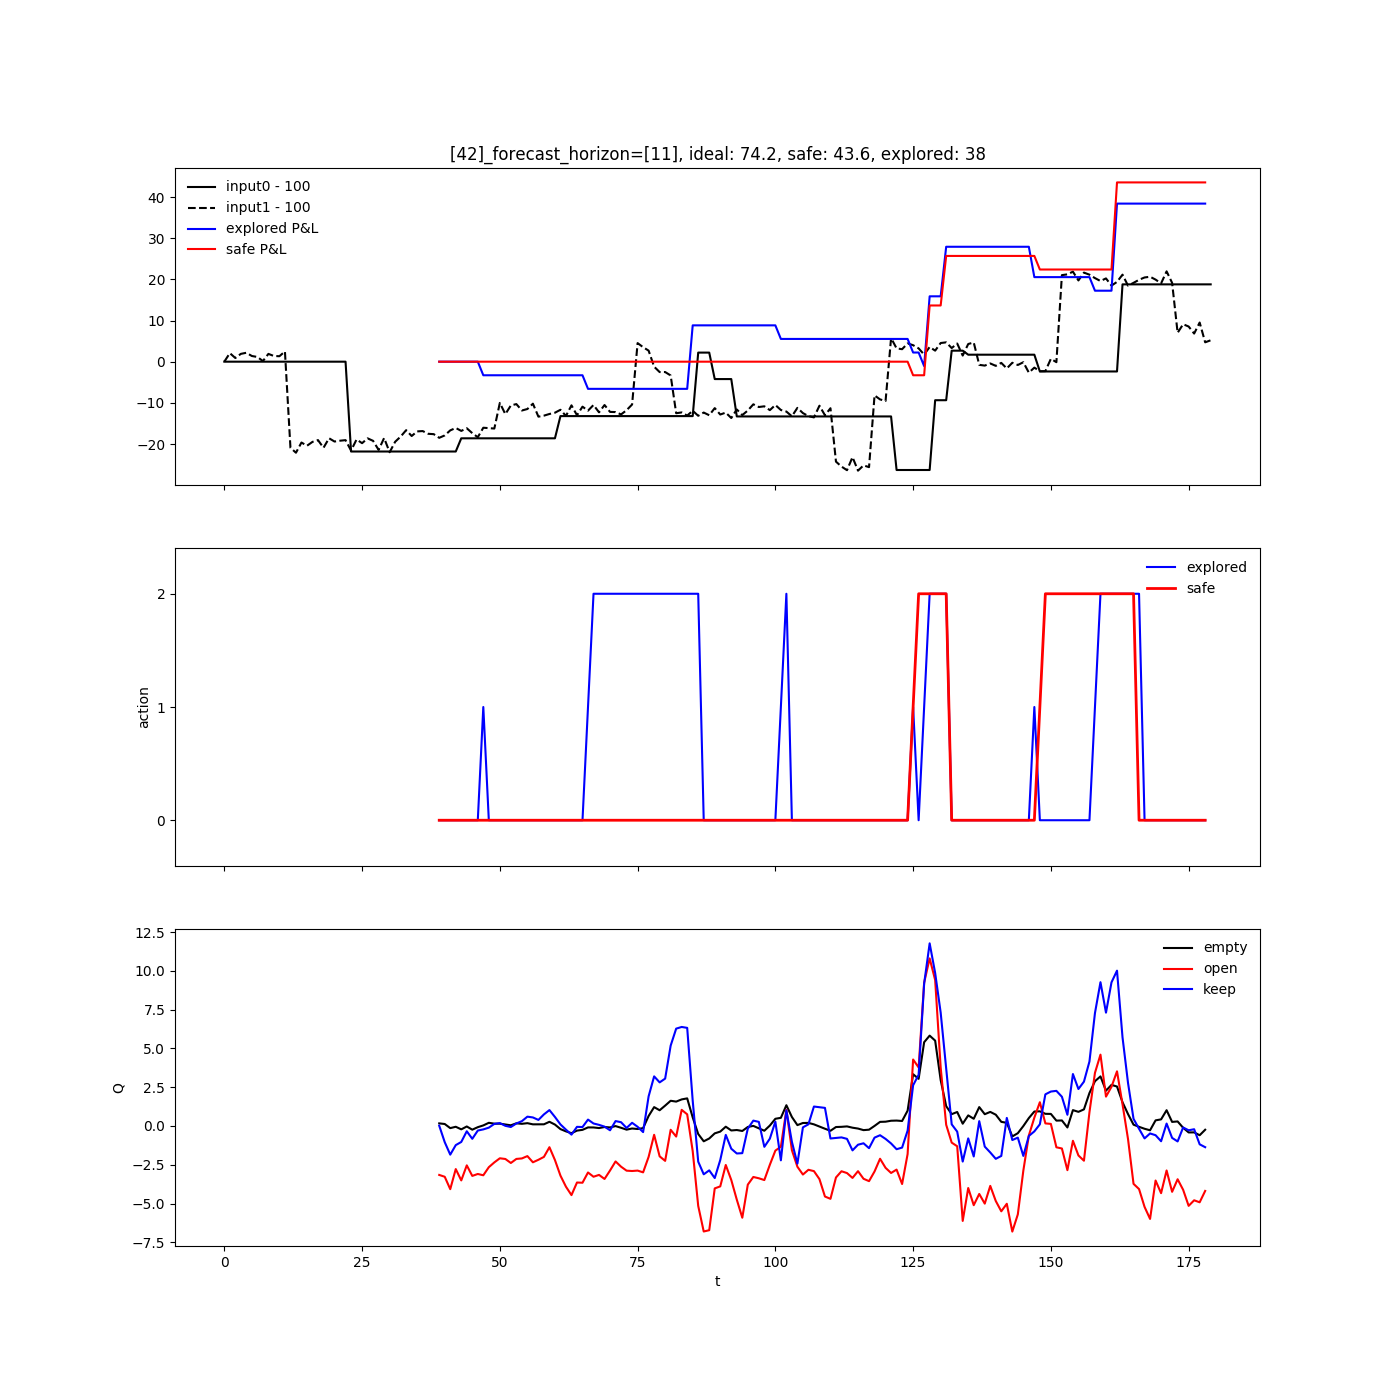 [42]_forecast_horizon=[11], ideal: 74.2, safe: 43.6, explored: 38
input0 - 100
input1 - 100
explored P&L
safe P&L
40
30
20
10
0
−10
−20
explored
safe
2
1
0
action
empty
open
keep
12.5
10.0
7.5
5.0
2.5
0.0
−2.5
−5.0
−7.5
Q
0 25 50 75 100 125 150 175
t